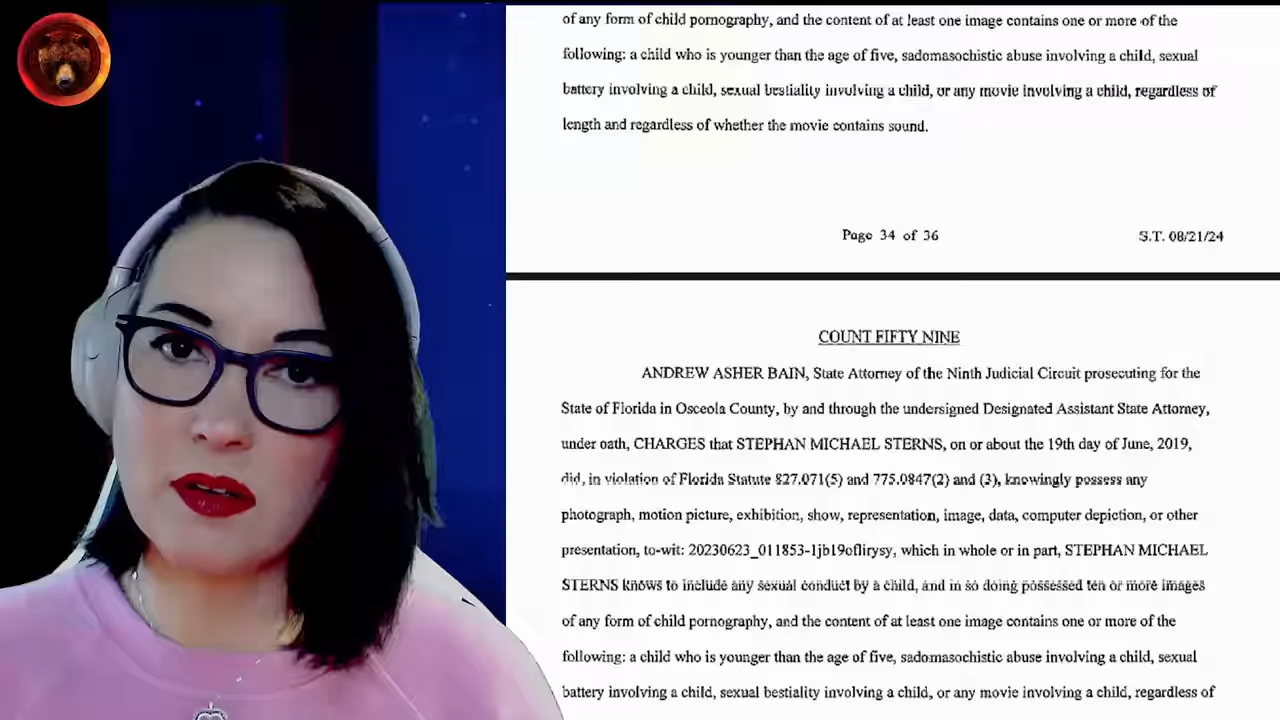 of any form of child pornography, and the content of at least one image contains one or more of the
following: a child who is younger than the age of five, sadomasochistic abuse involving a child, sexual
battery involving a child, sexual bestiality involving a child, or any movie involving a child, regardless of
length and regardless of whether the movie contains sound.
Page 34 of 36
S.T. 08/21/24
COUNT FIFTY NINE
ANDREW ASHER BAIN, State Attorney of the Ninth Judicial Circuit prosecuting for the
State of Florida in Osceola County, by and through the undersigned Designated Assistant State Attorney,
under oath, CHARGES that STEPHAN MICHAEL STERNS, on or about the 19th day of June, 2019,
did, in violation of Florida Statute 827.071(5) and 775.0847(2) and (3), knowingly possess any
photograph, motion picture, exhibition, show, representation, image, data, computer depiction, or other
presentation, to-wit: which in whole or in part, STEPHAN MICHAEL
STERNS knows to include any sexual conduct by a child, and in so doing possessed ten or more images
of any form of child pornography, and the content of at least one image contains one or more of the
following: a child who is younger than the age of five, sadomasochistic abuse involving a child, sexual
battery involving a child, sexual bestiality involving a child, or any movie involving a child, regardless of